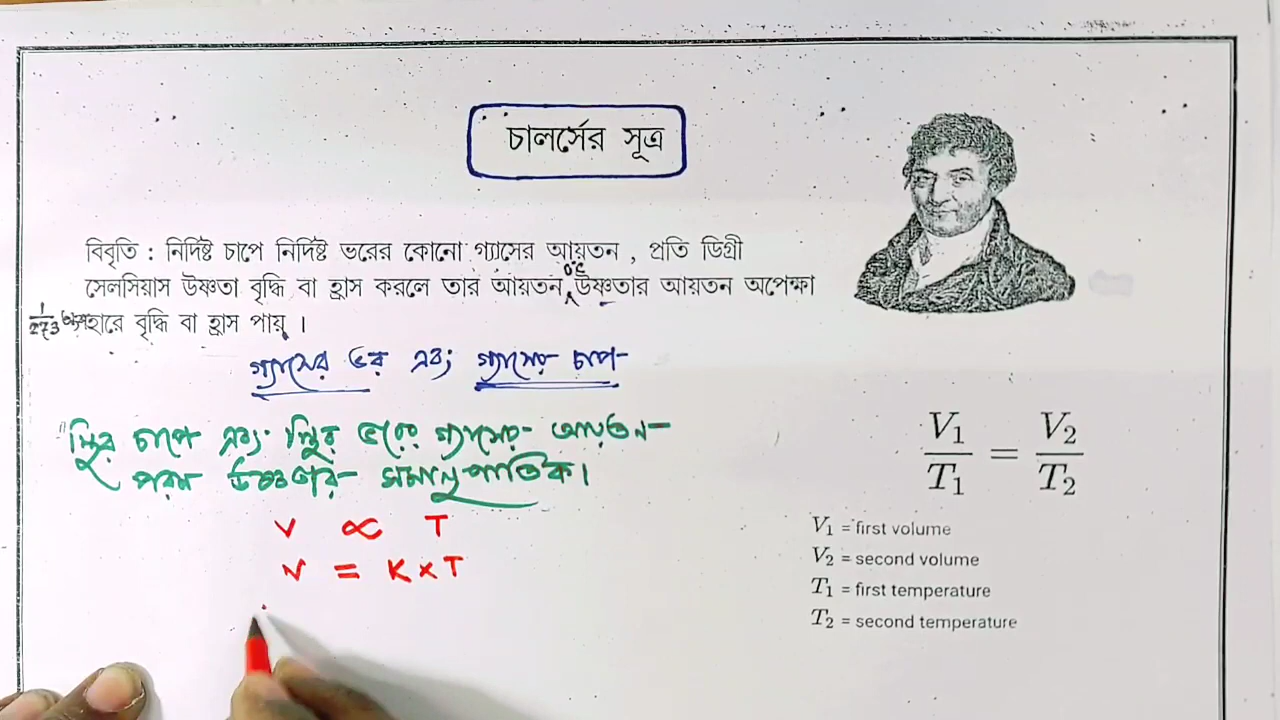 চালর্সের সূত্র
বিবৃতি : নির্দিষ্ট চাপে নির্দিষ্ট ভরের কোনো গ্যাসের আয়তন , প্রতি ডিগ্রী
0°c
সেলসিয়াস উষ্ণতা বৃদ্ধি বা হ্রাস করলে তার আয়তন উষ্ণতার আয়তন অপেক্ষা
1/273 হারে বৃদ্ধি বা হ্রাস পায় ।
গ্যাসের ভর এবং গ্যাসের চাপ
"স্থির চাপে এবং স্থির ভরের গ্যাসের আয়তন
পরম উষ্ণতার সমানুপাতিক।
V ∝ T
V = K×T
V₁/T₁ = V₂/T₂
V₁ = first volume
V₂ = second volume
T₁ = first temperature
T₂ = second temperature